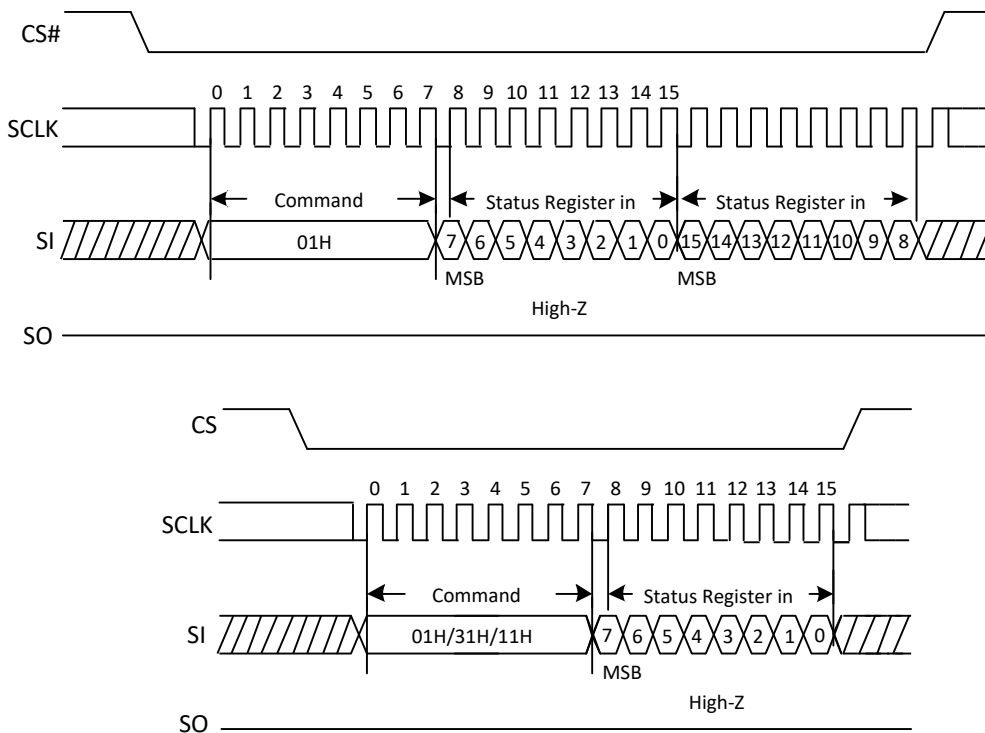 CS#
0 1 2 3 4 5 6 7 8 9 10 11 12 13 14 15
SCLK
Command Status Register in Status Register in
SI 01H 7 6 5 4 3 2 1 0 15 14 13 12 11 10 9 8
MSB MSB
High-Z
SO
CS
0 1 2 3 4 5 6 7 8 9 10 11 12 13 14 15
SCLK
Command Status Register in
SI 01H/31H/11H 7 6 5 4 3 2 1 0
MSB
High-Z
SO